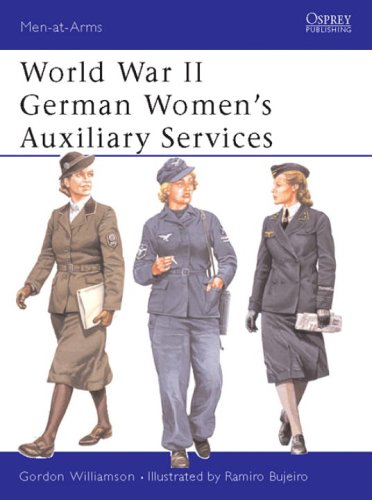 Men-at-Arms
OSPREY
PUBLISHING
World War II
German Women's
Auxiliary Services
Gordon Williamson • Illustrated by Ramiro Bujeiro